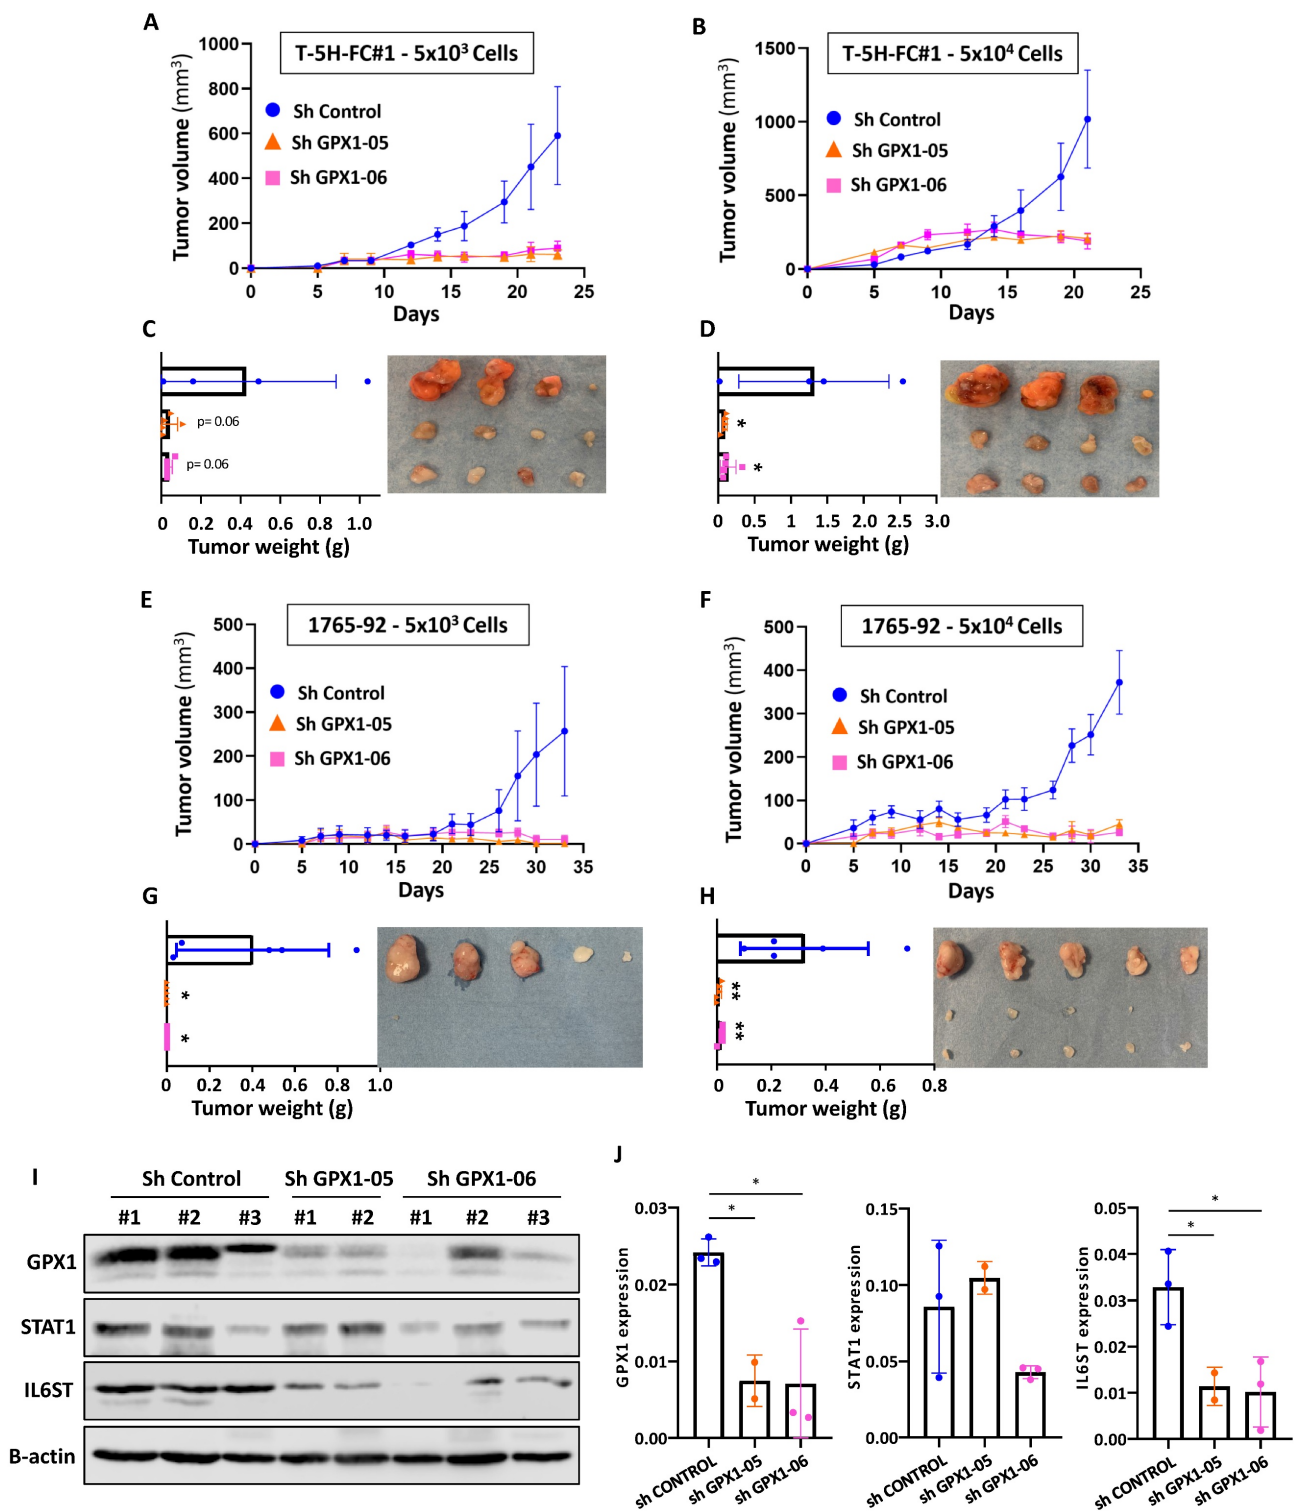 A
T-5H-FC#1 - 5x10³ Cells
Tumor volume (mm³)
1000
800
600
400
200
0
Sh Control
Sh GPX1-05
Sh GPX1-06
0 5 10 15 20 25
Days
B
T-5H-FC#1 - 5x10⁴ Cells
Tumor volume (mm³)
1500
1000
500
0
Sh Control
Sh GPX1-05
Sh GPX1-06
0 5 10 15 20 25
Days
C
p= 0.06
p= 0.06
0 0.2 0.4 0.6 0.8 1.0
Tumor weight (g)
D
*
*
0 0.5 1 1.5 2.0 2.5 3.0
Tumor weight (g)
E
1765-92 - 5x10³ Cells
Tumor volume (mm³)
500
400
300
200
100
0
Sh Control
Sh GPX1-05
Sh GPX1-06
0 5 10 15 20 25 30 35
Days
F
1765-92 - 5x10⁴ Cells
Tumor volume (mm³)
500
400
300
200
100
0
Sh Control
Sh GPX1-05
Sh GPX1-06
0 5 10 15 20 25 30 35
Days
G
*
*
0 0.2 0.4 0.6 0.8 1.0
Tumor weight (g)
H
**
**
0 0.2 0.4 0.6 0.8
Tumor weight (g)
I
Sh Control Sh GPX1-05 Sh GPX1-06
#1 #2 #3 #1 #2 #1 #2 #3
GPX1
STAT1
IL6ST
B-actin
J
GPX1 expression
0.03
0.02
0.01
0.00
*
*
sh CONTROL
sh GPX1-05
sh GPX1-06
STAT1 expression
0.15
0.10
0.05
0.00
sh CONTROL
sh GPX1-05
sh GPX1-06
IL6ST expression
0.05
0.04
0.03
0.02
0.01
0.00
*
*
sh CONTROL
sh GPX1-05
sh GPX1-06